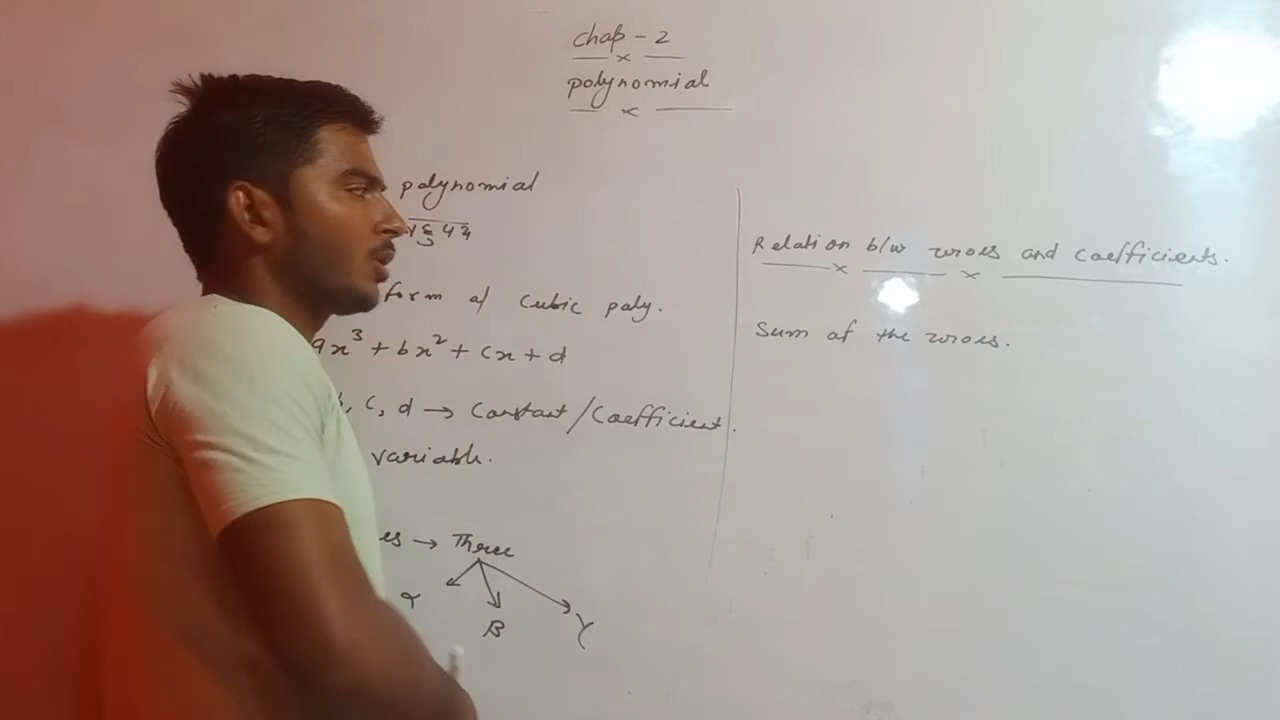 chap - 2
polynomial
polynomial
form of Cubic poly.
ax³ + bx² + cx + d
b, c, d → Constant / Coefficient.
variable.
es → Three
α
β
γ
Relation b/w zeroes and coefficients.
Sum of the zeroes.